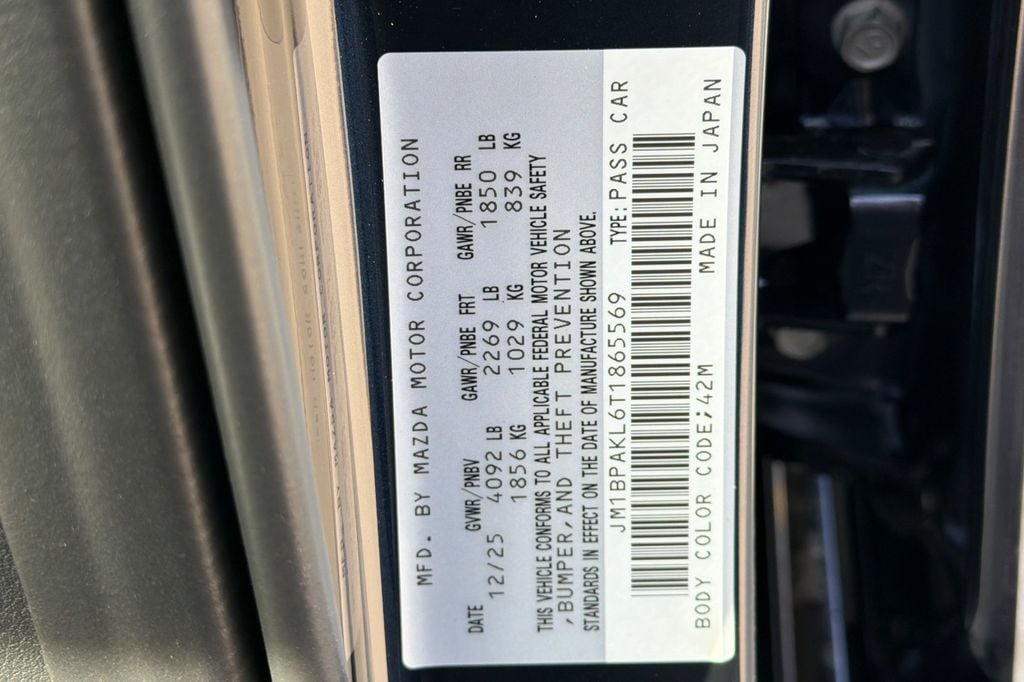 MFD. BY MAZDA MOTOR CORPORATION
DATE GVWR/PNBV GAWR/PNBE FRT GAWR/PNBE RR
12/25 4092 LB 2269 LB 1850 LB
1856 KG 1029 KG 839 KG
THIS VEHICLE CONFORMS TO ALL APPLICABLE FEDERAL MOTOR VEHICLE SAFETY
,BUMPER,AND THEFT PREVENTION
STANDARDS IN EFFECT ON THE DATE OF MANUFACTURE SHOWN ABOVE.
JM1BPAKL6T1865569 TYPE:PASS CAR
BODY COLOR CODE;42M MADE IN JAPAN